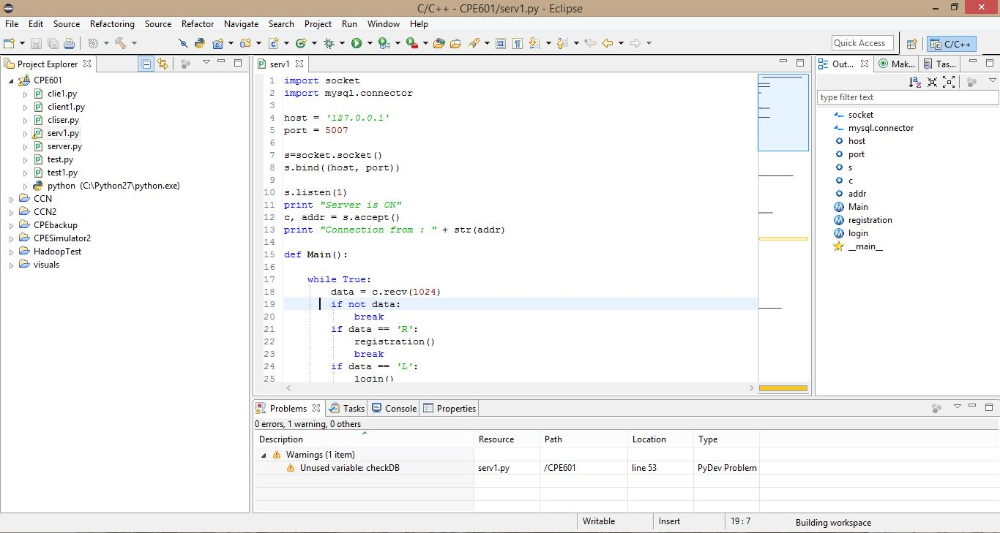 C/C++ - CPE601/serv1.py - Eclipse
File Edit Source Refactoring Source Refactor Navigate Search Project Run Window Help
Quick Access
C/C++
Project Explorer
CPE601
clie1.py
client1.py
cliser.py
serv1.py
server.py
test.py
test1.py
python (C:\Python27\python.exe)
CCN
CCN2
CPEbackup
CPESimulator2
HadoopTest
visuals
serv1
1 import socket
2 import mysql.connector
3
4 host = '127.0.0.1'
5 port = 5007
6
7 s=socket.socket()
8 s.bind((host, port))
9
10 s.listen(1)
11 print "Server is ON"
12 c, addr = s.accept()
13 print "Connection from : " + str(addr)
14
15 def Main():
16
17 while True:
18 data = c.recv(1024)
19 if not data:
20 break
21 if data == 'R':
22 registration()
23 break
24 if data == 'L':
25 login()
Out... Mak... Tas...
type filter text
socket
mysql.connector
host
port
s
c
addr
Main
registration
login
__main__
Problems Tasks Console Properties
0 errors, 1 warning, 0 others
Description Resource Path Location Type
Warnings (1 item)
Unused variable: checkDB serv1.py /CPE601 line 53 PyDev Problem
Writable Insert 19 : 7 Building workspace